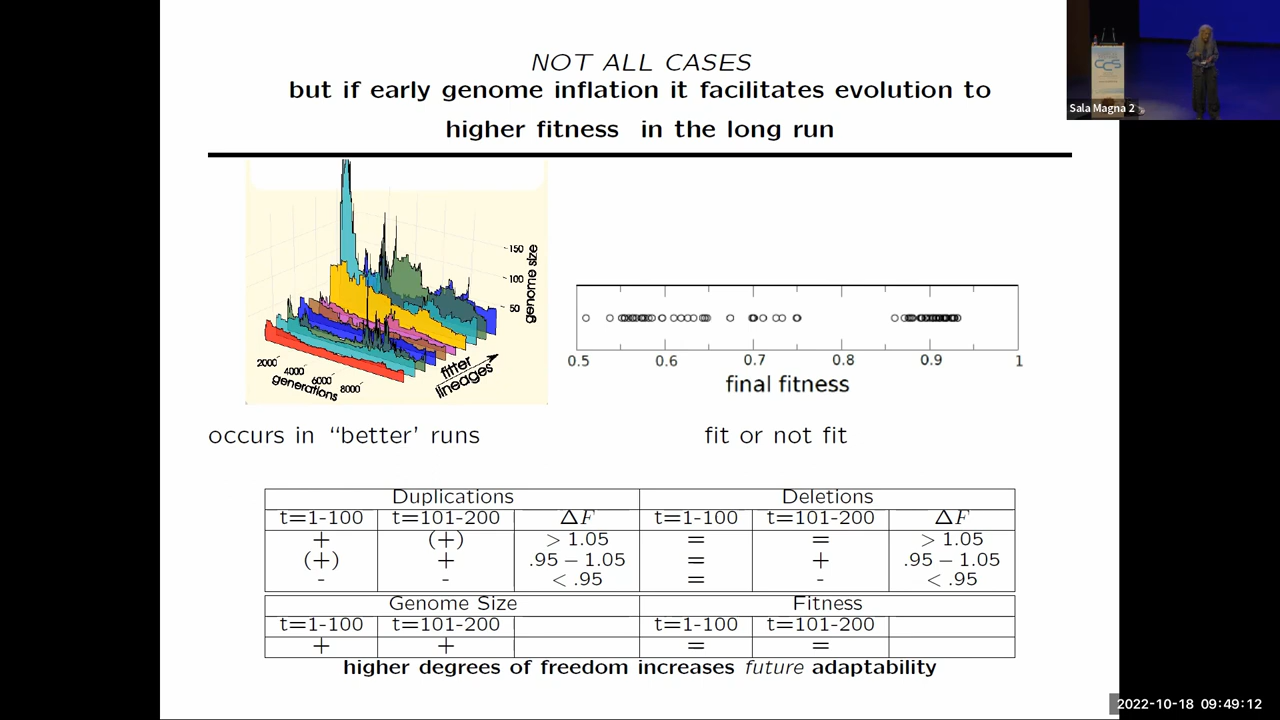 NOT ALL CASES
but if early genome inflation it facilitates evolution to
higher fitness in the long run
CCS
Sala Magna 2
150
100
50
genome size
2000
4000
6000
8000
generations
fitter
lineages
0.5 0.6 0.7 0.8 0.9 1
final fitness
occurs in “better’ runs
fit or not fit
Duplications Deletions
t=1-100 t=101-200 ΔF t=1-100 t=101-200 ΔF
+ (+) > 1.05 = = > 1.05
(+) + .95 − 1.05 = + .95 − 1.05
- - < .95 = - < .95
Genome Size Fitness
t=1-100 t=101-200 t=1-100 t=101-200
+ + = =
higher degrees of freedom increases future adaptability
2022-10-18 09:49:12